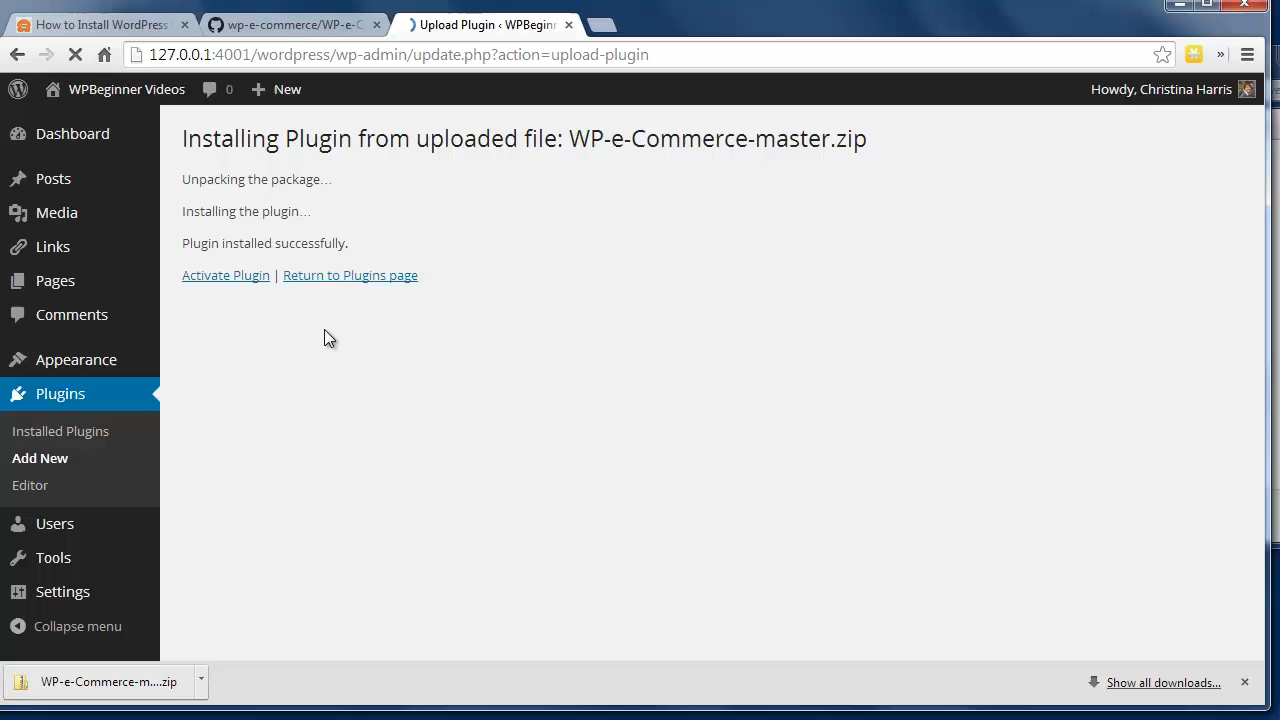 How to Install WordPress
wp-e-commerce/WP-e-C
Upload Plugin ‹ WPBeginn
127.0.0.1:4001/wordpress/wp-admin/update.php?action=upload-plugin
WPBeginner Videos
0
New
Howdy, Christina Harris
Dashboard
Posts
Media
Links
Pages
Comments
Appearance
Plugins
Installed Plugins
Add New
Editor
Users
Tools
Settings
Collapse menu
Installing Plugin from uploaded file: WP-e-Commerce-master.zip
Unpacking the package…
Installing the plugin…
Plugin installed successfully.
Activate Plugin | Return to Plugins page
WP-e-Commerce-m....zip
Show all downloads...